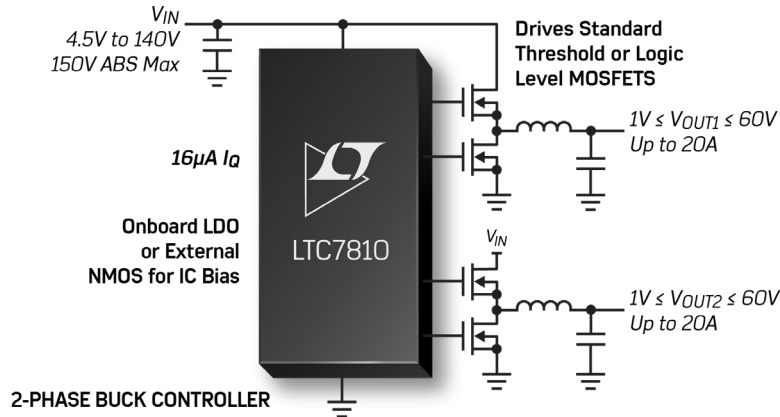 VIN
4.5V to 140V
150V ABS Max
Drives Standard
Threshold or Logic
Level MOSFETS
1V ≤ VOUT1 ≤ 60V
Up to 20A
16µA IQ
Onboard LDO
or External
NMOS for IC Bias
LTC7810
VIN
1V ≤ VOUT2 ≤ 60V
Up to 20A
2-PHASE BUCK CONTROLLER